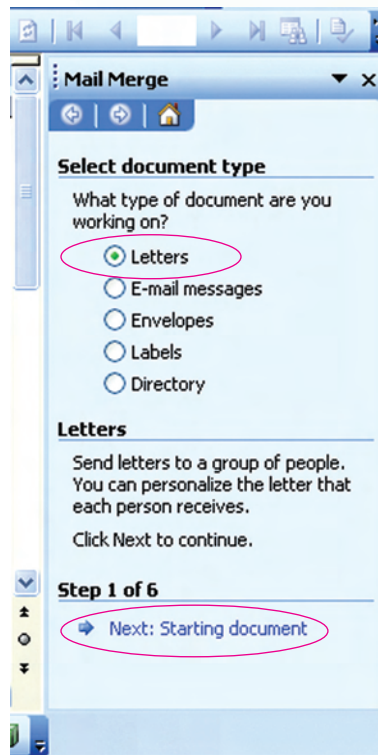 Mail Merge
Select document type
What type of document are you
working on?
Letters
E-mail messages
Envelopes
Labels
Directory
Letters
Send letters to a group of people.
You can personalize the letter that
each person receives.
Click Next to continue.
Step 1 of 6
Next: Starting document